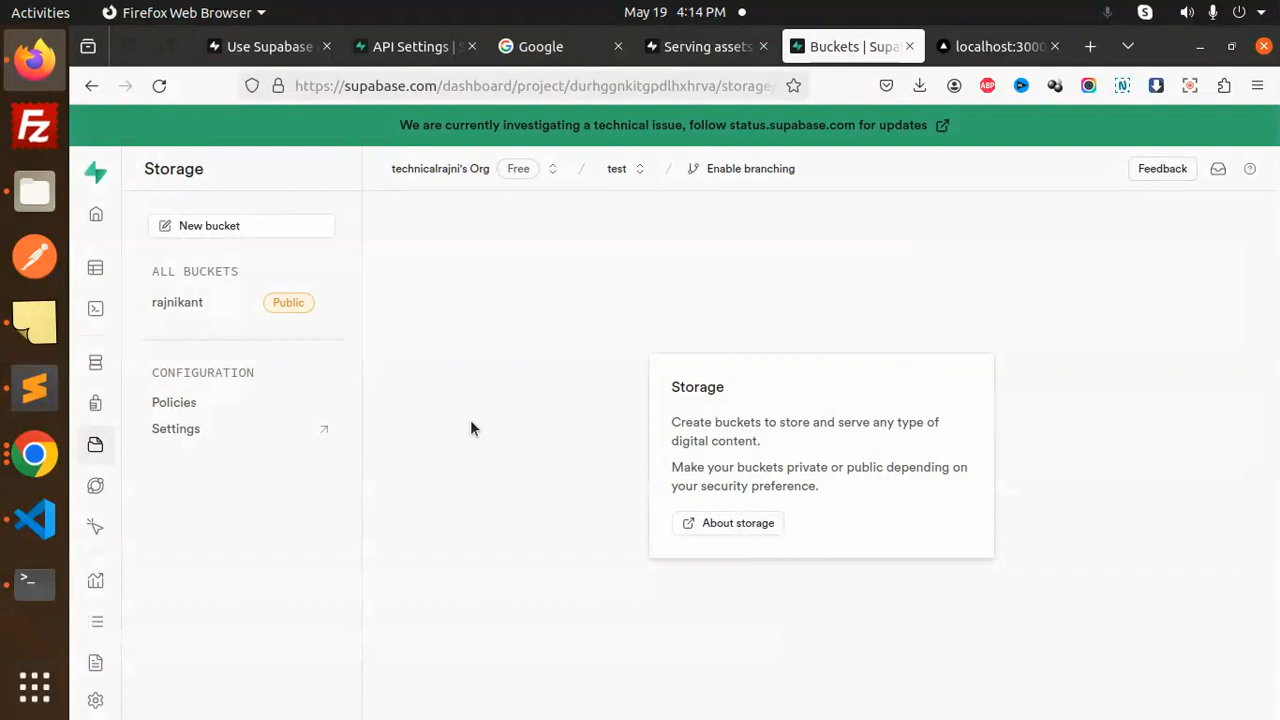 Activities
Firefox Web Browser
May 19 4:14 PM
Use Supabase
API Settings | S
Google
Serving assets
Buckets | Supa
localhost:3000
https://supabase.com/dashboard/project/durhggnkitgpdlhxhrva/storage/
We are currently investigating a technical issue, follow status.supabase.com for updates
Storage
technicalrajni's Org
Free
/
test
/
Enable branching
Feedback
New bucket
ALL BUCKETS
rajnikant
Public
CONFIGURATION
Policies
Settings
Storage
Create buckets to store and serve any type of
digital content.
Make your buckets private or public depending on
your security preference.
About storage